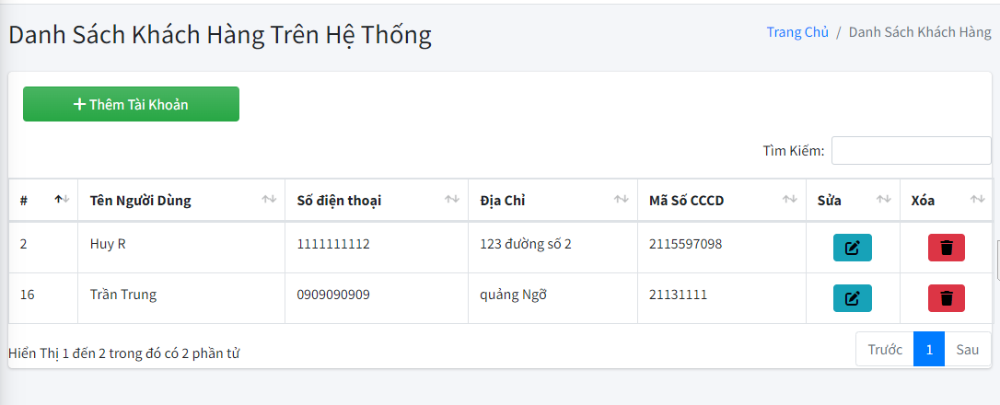 Danh Sách Khách Hàng Trên Hệ Thống
Trang Chủ / Danh Sách Khách Hàng
Thêm Tài Khoản
Tìm Kiếm:
# Tên Người Dùng Số điện thoại Địa Chỉ Mã Số CCCD Sửa Xóa
2 Huy R 1111111112 123 đường số 2 2115597098
16 Trần Trung 0909090909 quảng Ngỡ 21131111
Hiển Thị 1 đến 2 trong đó có 2 phần tử
Trước 1 Sau